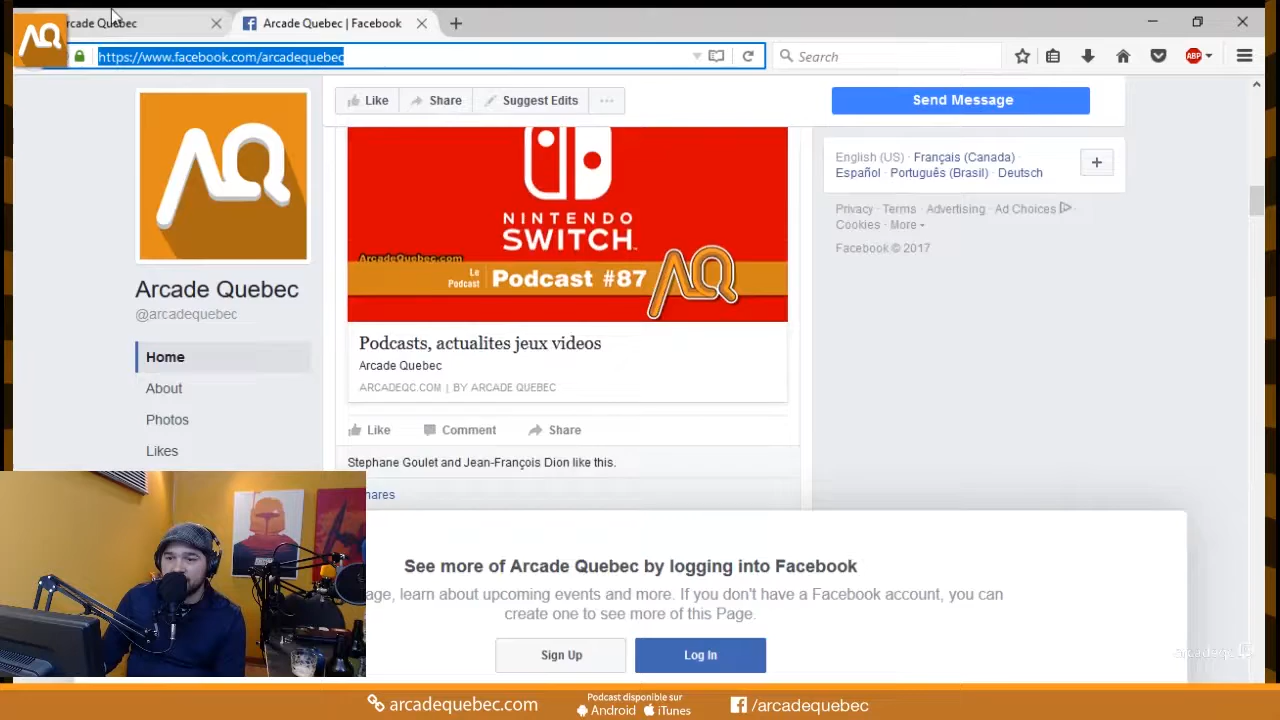 AQ
rcade Quebec
Arcade Quebec | Facebook
https://www.facebook.com/arcadequebec
Search
ABP
Like
Share
Suggest Edits
Send Message
AQ
NINTENDO
SWITCH
ArcadeQuebec.com
Le
Podcast
Podcast #87
AQ
English (US) · Français (Canada) ·
Español · Português (Brasil) · Deutsch
Privacy · Terms · Advertising · Ad Choices
Cookies · More
Facebook © 2017
Arcade Quebec
@arcadequebec
Home
About
Photos
Likes
Podcasts, actualites jeux videos
Arcade Quebec
ARCADEQC.COM | BY ARCADE QUEBEC
Like
Comment
Share
Stephane Goulet and Jean-François Dion like this.
hares
See more of Arcade Quebec by logging into Facebook
age, learn about upcoming events and more. If you don't have a Facebook account, you can
create one to see more of this Page.
Sign Up
Log In
arcadeqc
arcadequebec.com
Podcast disponible sur
Android
iTunes
/arcadequebec